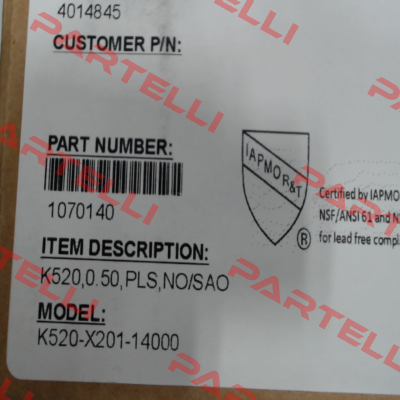 4014845
CUSTOMER P/N:
PART NUMBER:
1070140
IAPMO R&T
®
Certified by IAPMO
NSF/ANSI 61 and N
for lead free compl
ITEM DESCRIPTION:
K520,0.50,PLS,NO/SAO
MODEL:
K520-X201-14000
PARTELLI
PARTELLI
PARTELLI
PARTELLI
PARTELLI